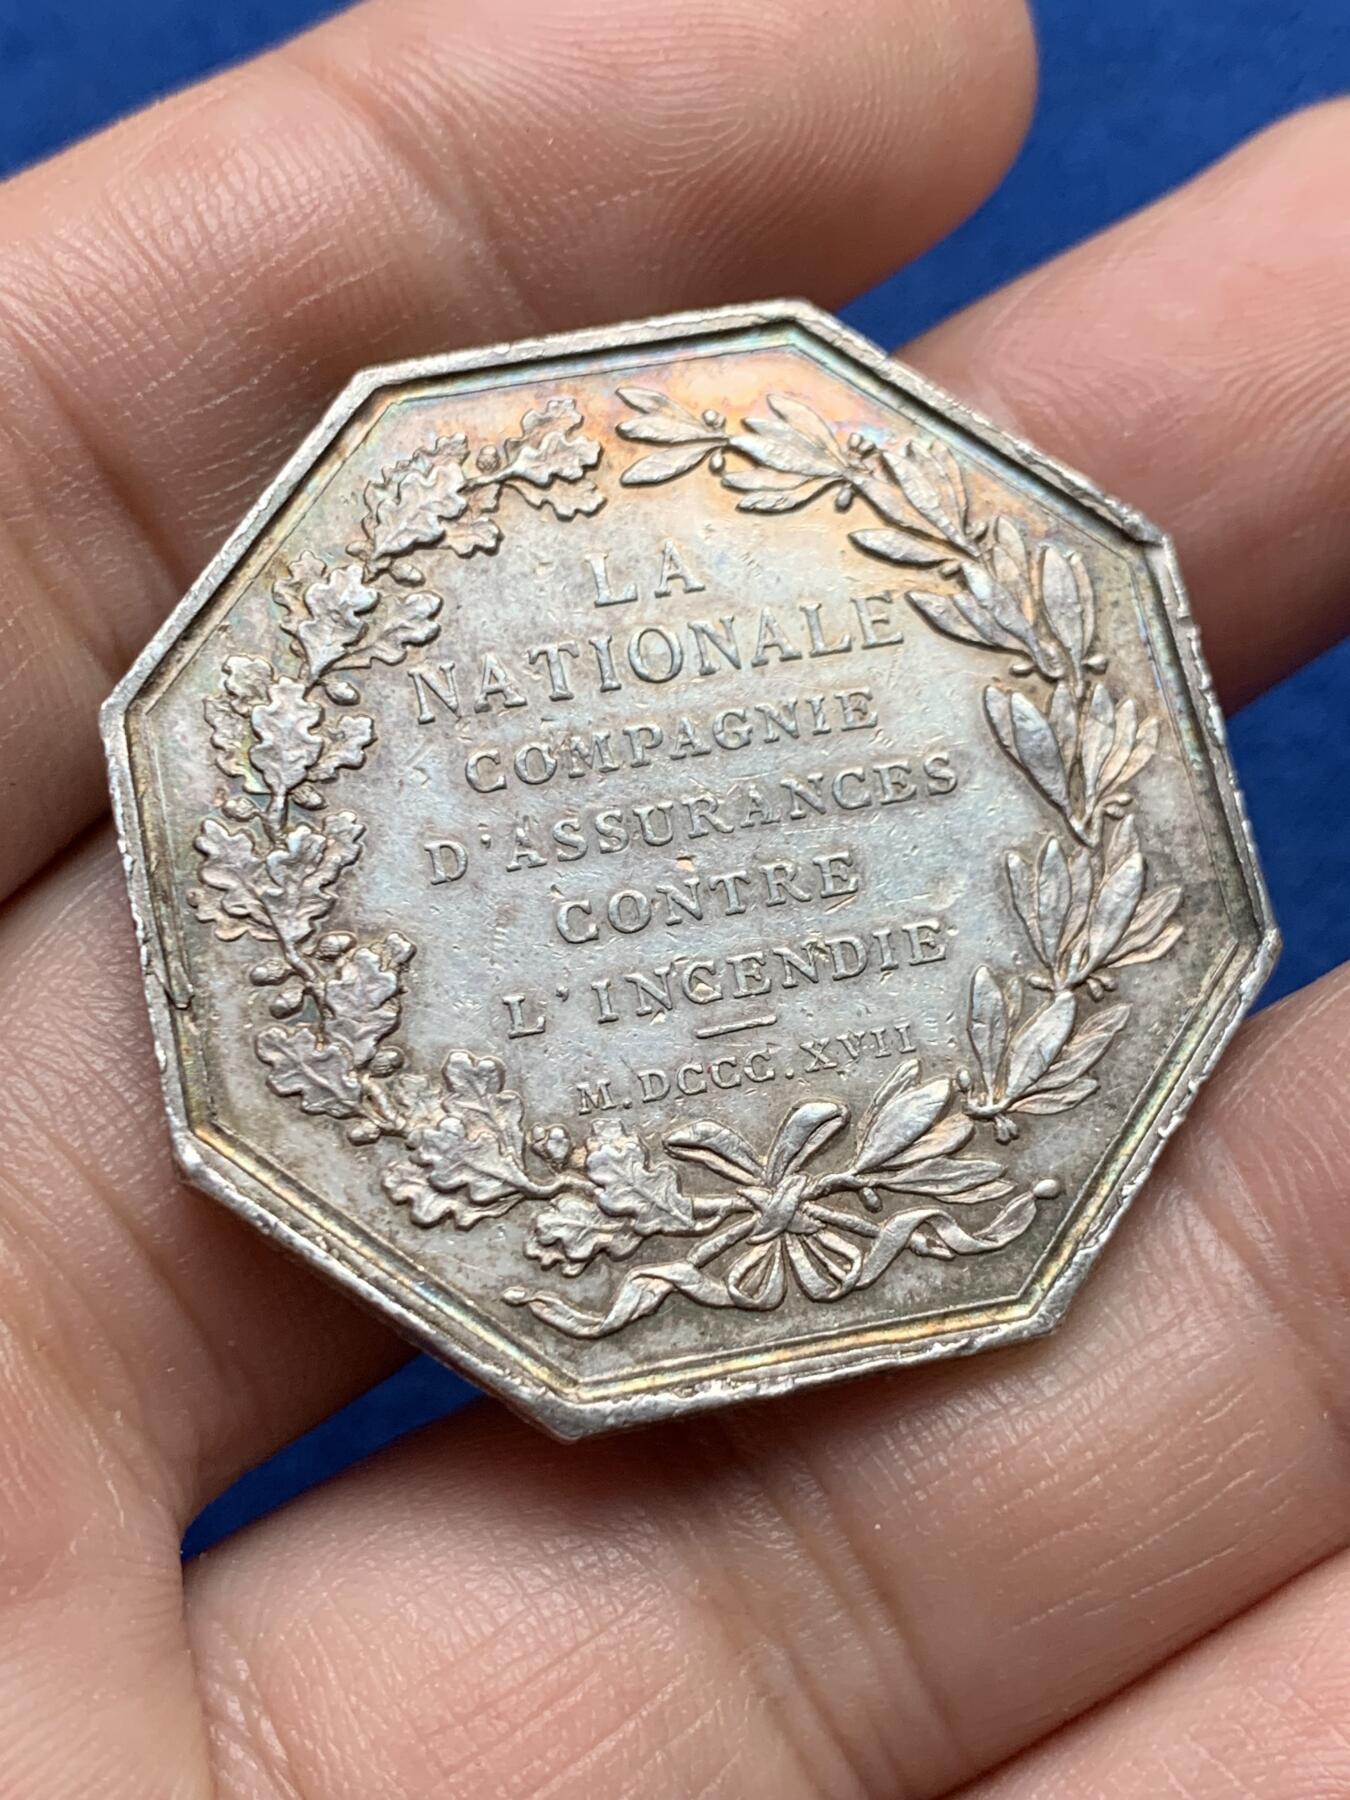 LA
NATIONALE
COMPAGNIE
D'ASSURANCES
CONTRE
L'INCENDIE
M.DCCC.XVII